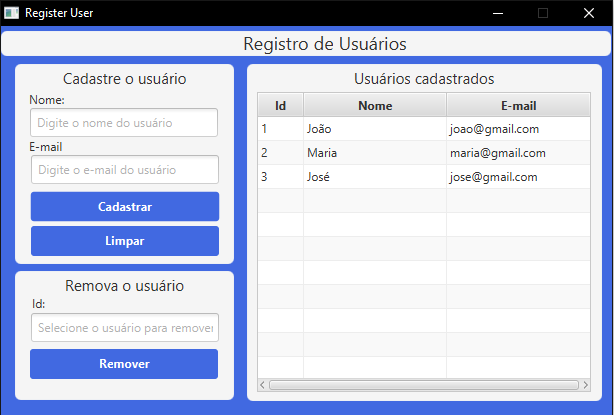 Register User
Registro de Usuários
Cadastre o usuário
Nome:
Digite o nome do usuário
E-mail
Digite o e-mail do usuário
Cadastrar
Limpar
Remova o usuário
Id:
Selecione o usuário para remover
Remover
Usuários cadastrados
Id Nome E-mail
1 João joao@gmail.com
2 Maria maria@gmail.com
3 José jose@gmail.com